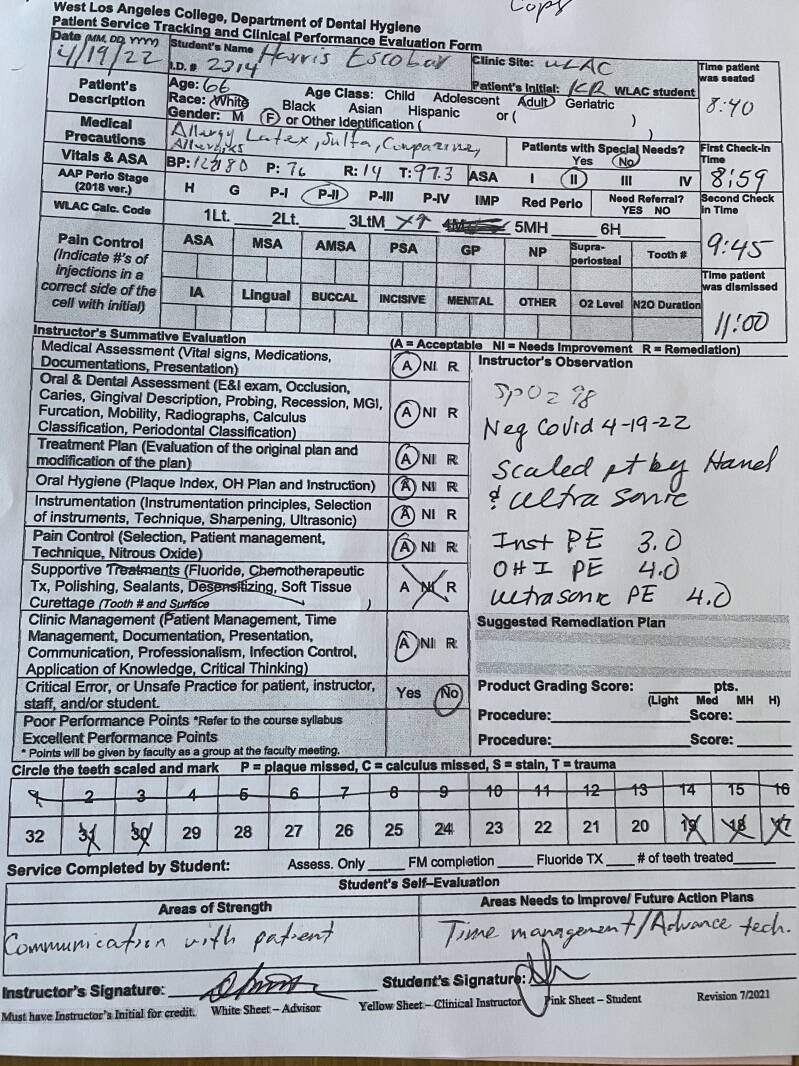 Copy
West Los Angeles College, Department of Dental Hygiene
Patient Service Tracking and Clinical Performance Evaluation Form
Date (MM, DD, YYYY) 4/19/22
Student's Name Harris Escobar
I.D. # 2314
Clinic Site: WLAC
Patient's Initial: KR WLAC student
Time patient was seated 8:40
Patient's Description
Age: 66 Age Class: Child Adolescent Adult Geriatric
Race: White Black Asian Hispanic or ( )
Gender: M F or Other Identification ( )
Medical Precautions
Allergy Latex, Sulfa, Compazine,
Patients with Special Needs?
Yes No
First Check-in Time 8:59
Vitals & ASA
BP: 122/80 P: 76 R: 14 T: 97.3 ASA I II III IV
AAP Perio Stage (2018 ver.)
H G P-I P-II P-III P-IV IMP Red Perio
Need Referral?
YES NO
Second Check in Time 9:45
WLAC Calc. Code
1Lt. 2Lt. 3LtM 5MH 6H
Pain Control (Indicate #'s of injections in a correct side of the cell with initial)
ASA MSA AMSA PSA GP NP Supra-periosteal Tooth #
IA Lingual BUCCAL INCISIVE MENTAL OTHER O2 Level N2O Duration
Time patient was dismissed 11:00
Instructor's Summative Evaluation (A = Acceptable NI = Needs Improvement R = Remediation)
Medical Assessment (Vital signs, Medications,
Documentations, Presentation) A NI R
Oral & Dental Assessment (E&I exam, Occlusion,
Caries, Gingival Description, Probing, Recession, MGI,
Furcation, Mobility, Radiographs, Calculus
Classification, Periodontal Classification) A NI R
Treatment Plan (Evaluation of the original plan and
modification of the plan) A NI R
Oral Hygiene (Plaque Index, OH Plan and Instruction) A NI R
Instrumentation (Instrumentation principles, Selection
of instruments, Technique, Sharpening, Ultrasonic) A NI R
Pain Control (Selection, Patient management,
Technique, Nitrous Oxide) A NI R
Supportive Treatments (Fluoride, Chemotherapeutic
Tx, Polishing, Sealants, Desensitizing, Soft Tissue
Curettage (Tooth # and Surface ) A NI R
Clinic Management (Patient Management, Time
Management, Documentation, Presentation,
Communication, Professionalism, Infection Control,
Application of Knowledge, Critical Thinking) A NI R
Critical Error, or Unsafe Practice for patient, instructor,
staff, and/or student. Yes No
Poor Performance Points *Refer to the course syllabus
Excellent Performance Points
* Points will be given by faculty as a group at the faculty meeting.
Instructor's Observation
SpO2 98
Neg Covid 4-19-22
Scaled pt by Hand
& ultra sonic
Inst PE 3.0
OHI PE 4.0
ultrasonic PE 4.0
Suggested Remediation Plan
Product Grading Score: pts.
(Light Med MH H)
Procedure: Score:
Procedure: Score:
Circle the teeth scaled and mark P = plaque missed, C = calculus missed, S = stain, T = trauma
1 2 3 4 5 6 7 8 9 10 11 12 13 14 15 16
32 31 30 29 28 27 26 25 24 23 22 21 20 19 18 17
Service Completed by Student: Assess. Only FM completion Fluoride TX # of teeth treated
Student's Self–Evaluation
Areas of Strength
Areas Needs to Improve/ Future Action Plans
Communication with patient
Time management/Advance tech.
Instructor's Signature:
Student's Signature:
Must have Instructor's Initial for credit. White Sheet – Advisor Yellow Sheet – Clinical Instructor Pink Sheet – Student Revision 7/2021